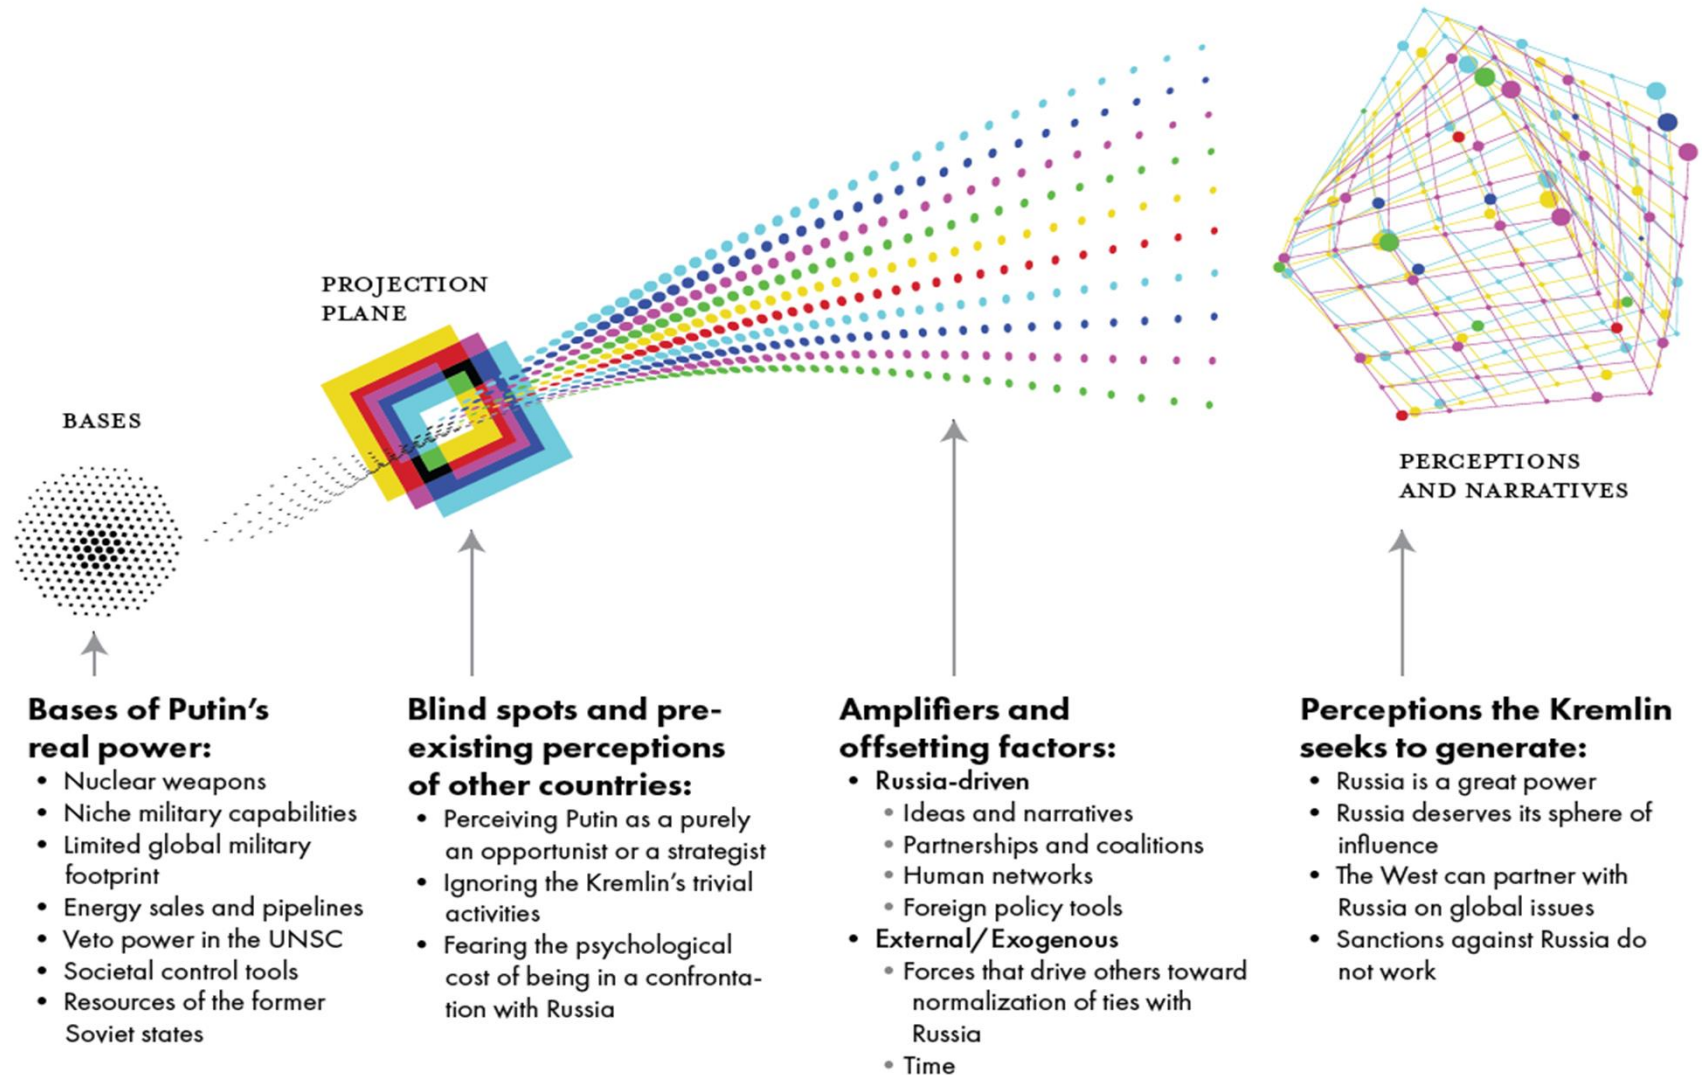 PROJECTION
PLANE
BASES
PERCEPTIONS
AND NARRATIVES
Bases of Putin's
real power:
• Nuclear weapons
• Niche military capabilities
• Limited global military
footprint
• Energy sales and pipelines
• Veto power in the UNSC
• Societal control tools
• Resources of the former
Soviet states
Blind spots and pre-
existing perceptions
of other countries:
• Perceiving Putin as a purely
an opportunist or a strategist
• Ignoring the Kremlin's trivial
activities
• Fearing the psychological
cost of being in a confronta-
tion with Russia
Amplifiers and
offsetting factors:
• Russia-driven
• Ideas and narratives
• Partnerships and coalitions
• Human networks
• Foreign policy tools
• External/Exogenous
• Forces that drive others toward
normalization of ties with
Russia
• Time
Perceptions the Kremlin
seeks to generate:
• Russia is a great power
• Russia deserves its sphere of
influence
• The West can partner with
Russia on global issues
• Sanctions against Russia do
not work